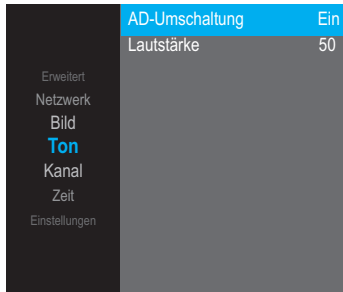 AD-Umschaltung Ein
Lautstärke 50
Erweitert
Netzwerk
Bild
Ton
Kanal
Zeit
Einstellungen